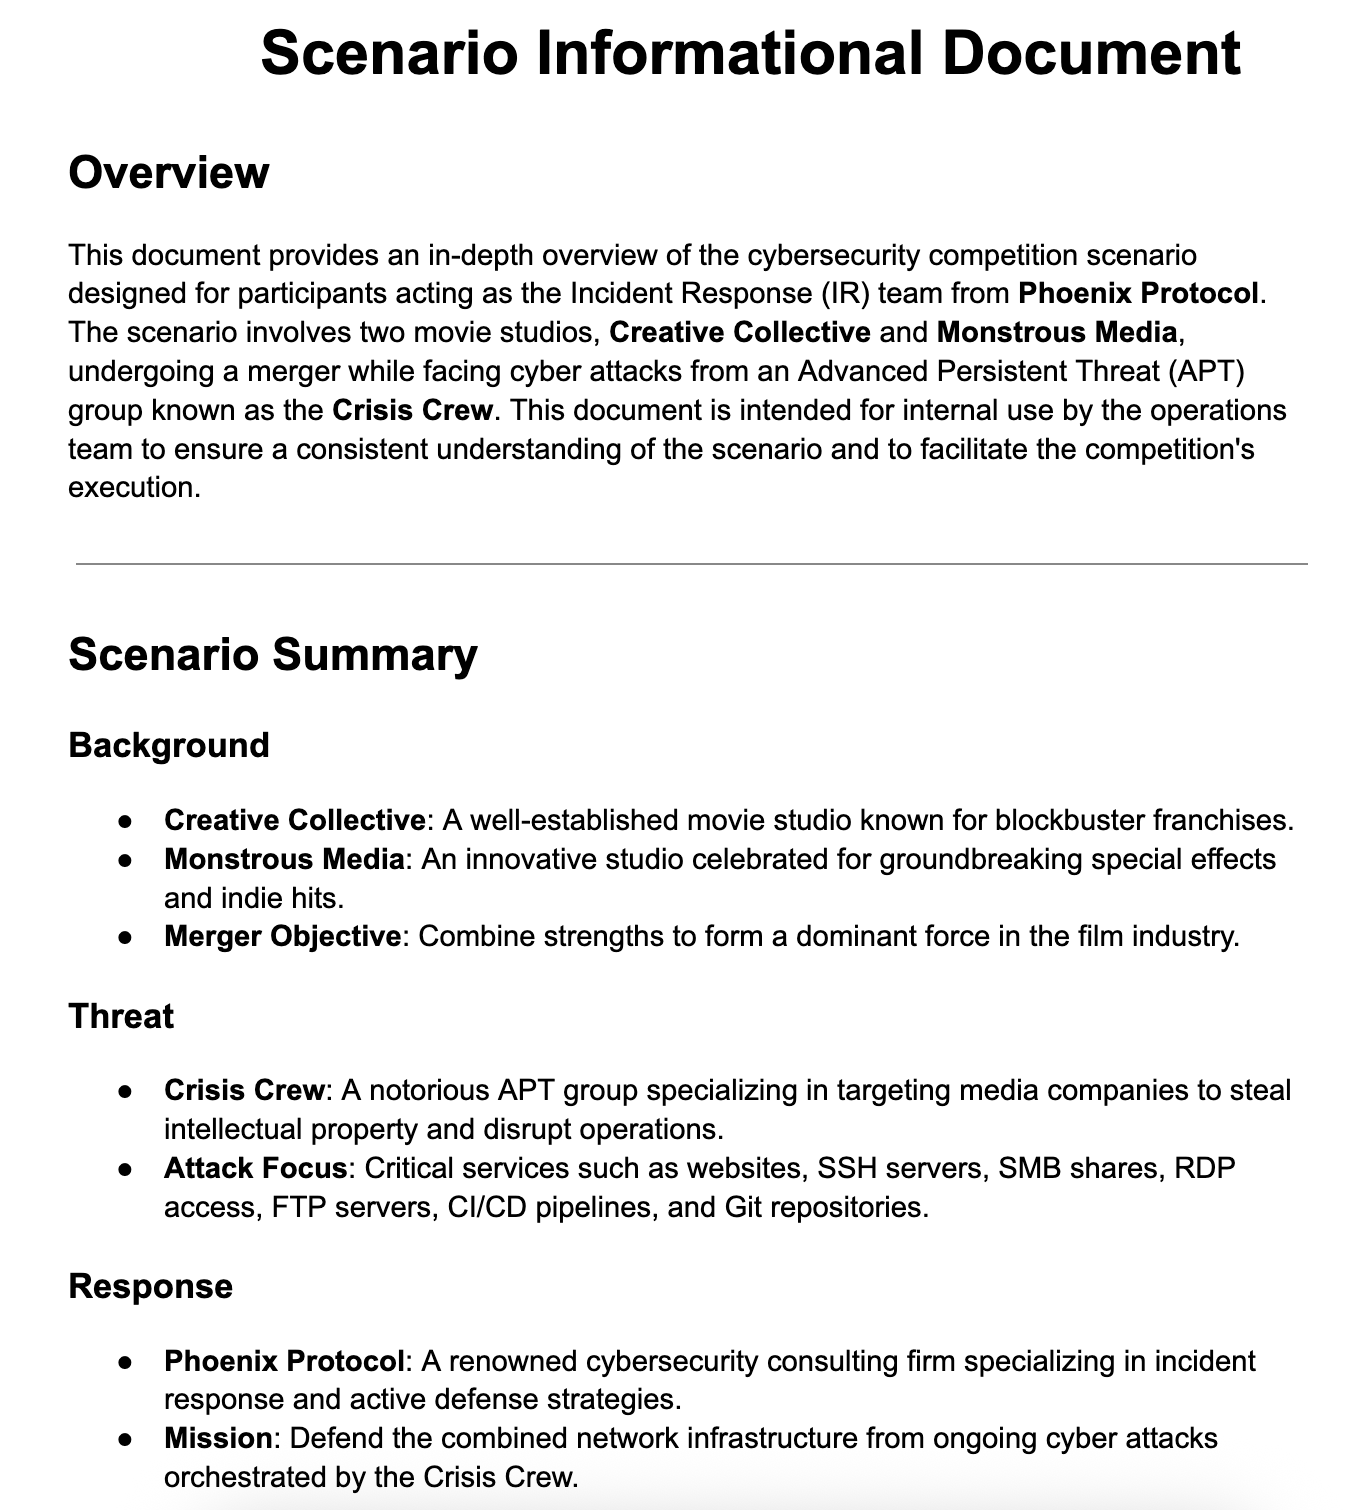 Scenario Informational Document
Overview
This document provides an in-depth overview of the cybersecurity competition scenario
designed for participants acting as the Incident Response (IR) team from Phoenix Protocol.
The scenario involves two movie studios, Creative Collective and Monstrous Media,
undergoing a merger while facing cyber attacks from an Advanced Persistent Threat (APT)
group known as the Crisis Crew. This document is intended for internal use by the operations
team to ensure a consistent understanding of the scenario and to facilitate the competition's
execution.
Scenario Summary
Background
● Creative Collective: A well-established movie studio known for blockbuster franchises.
● Monstrous Media: An innovative studio celebrated for groundbreaking special effects
and indie hits.
● Merger Objective: Combine strengths to form a dominant force in the film industry.
Threat
● Crisis Crew: A notorious APT group specializing in targeting media companies to steal
intellectual property and disrupt operations.
● Attack Focus: Critical services such as websites, SSH servers, SMB shares, RDP
access, FTP servers, CI/CD pipelines, and Git repositories.
Response
● Phoenix Protocol: A renowned cybersecurity consulting firm specializing in incident
response and active defense strategies.
● Mission: Defend the combined network infrastructure from ongoing cyber attacks
orchestrated by the Crisis Crew.